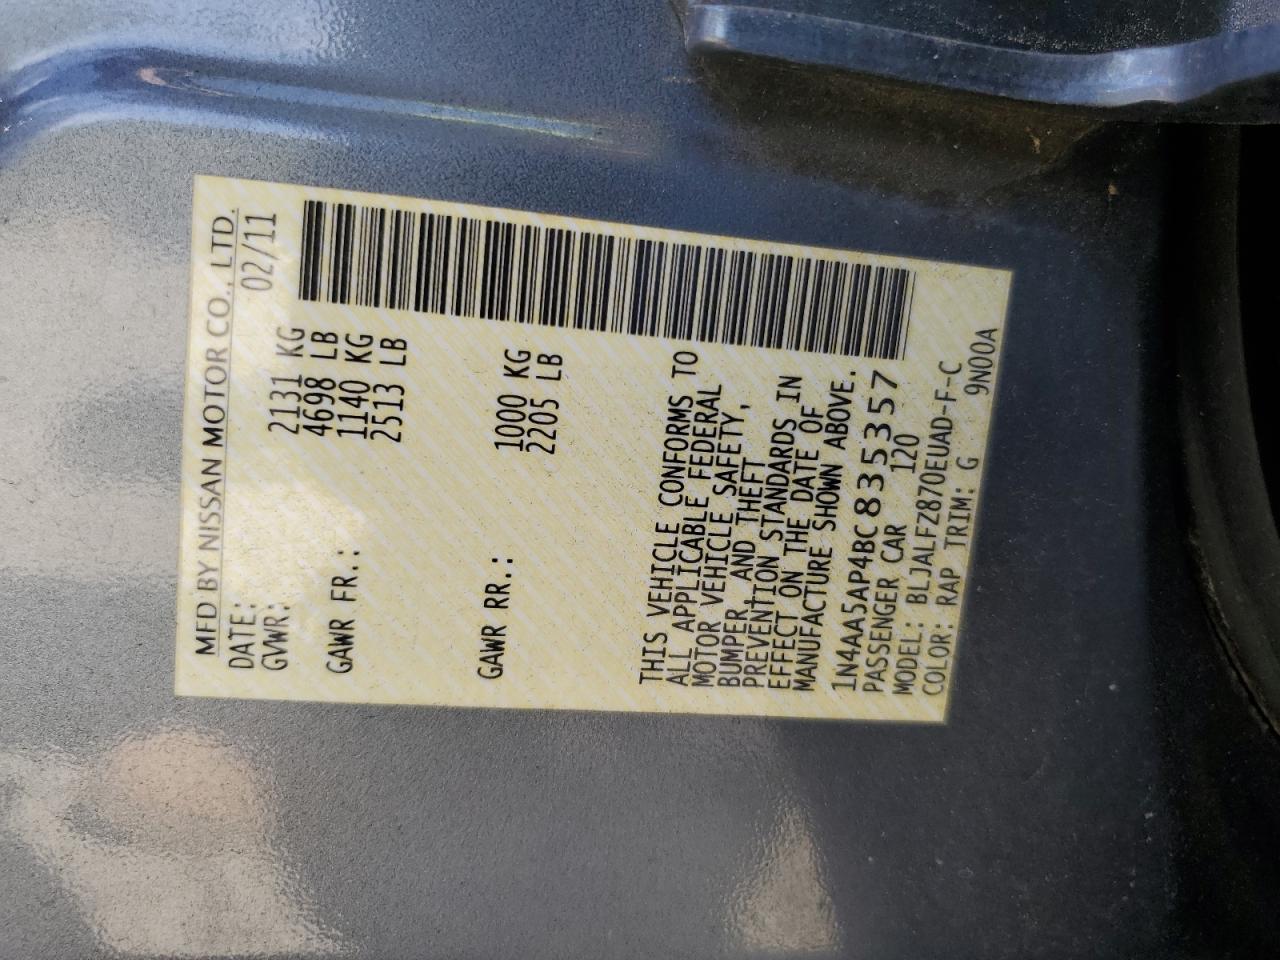 MFD BY NISSAN MOTOR CO., LTD.
DATE: 02/11
GVWR: 2131 KG
4698 LB
GAWR FR.: 1140 KG
2513 LB
GAWR RR.: 1000 KG
2205 LB
THIS VEHICLE CONFORMS TO
ALL APPLICABLE FEDERAL
MOTOR VEHICLE SAFETY,
BUMPER, AND THEFT
PREVENTION STANDARDS IN
EFFECT ON THE DATE OF
MANUFACTURE SHOWN ABOVE.
1N4AA5AP4BC835357
PASSENGER CAR 120
MODEL: BLJALFZ870EUAD-F-C
COLOR: RAP TRIM: G 9N00A